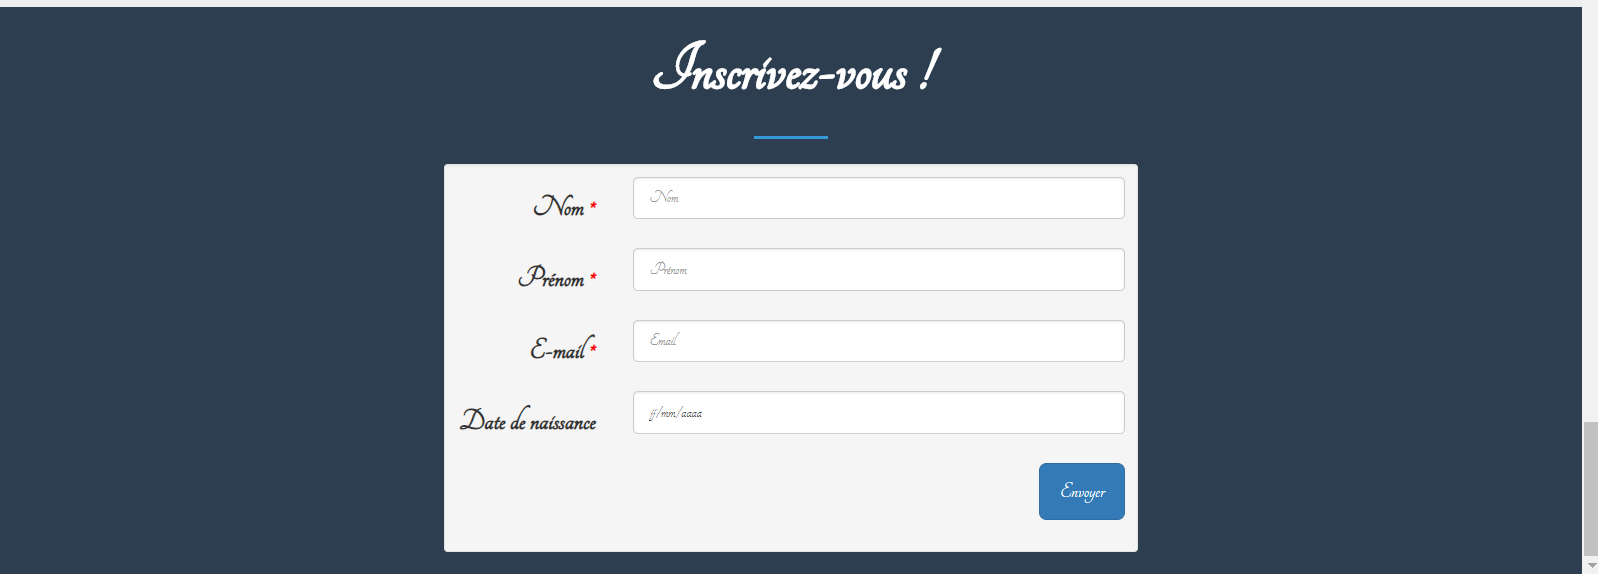 Inscrivez-vous !
Nom *
Nom
Prénom *
Prénom
E-mail *
Email
Date de naissance
jj/mm/aaaa
Envoyer